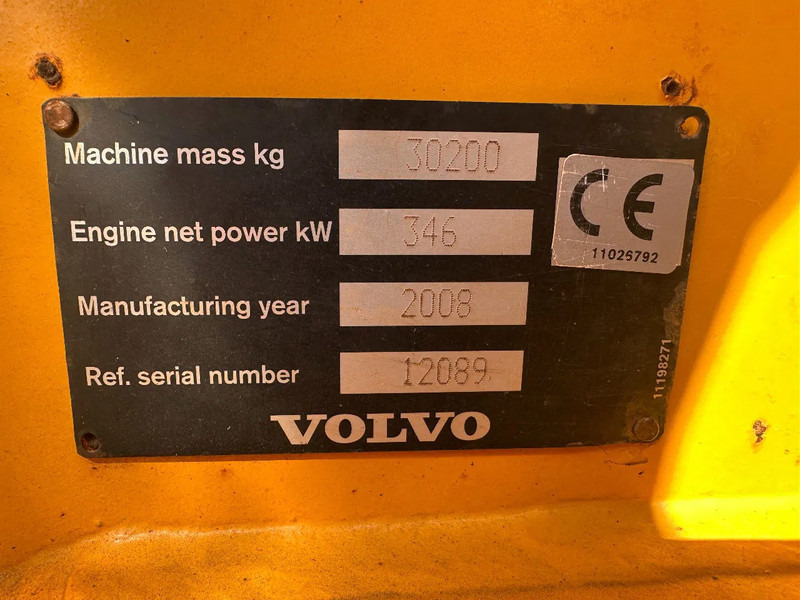 Machine mass kg 30200
Engine net power kW 346
Manufacturing year 2008
Ref. serial number 12089
VOLVO
CE
11026792
11198271